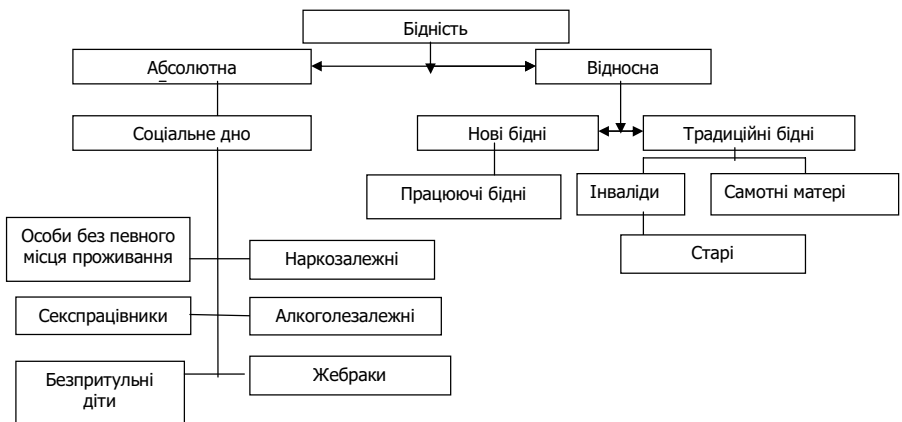 Бідність
Абсолютна
Відносна
Соціальне дно
Нові бідні
Традиційні бідні
Працюючі бідні
Інваліди
Самотні матері
Старі
Особи без певного
місця проживання
Наркозалежні
Секспрацівники
Алкоголезалежні
Безпритульні
діти
Жебраки